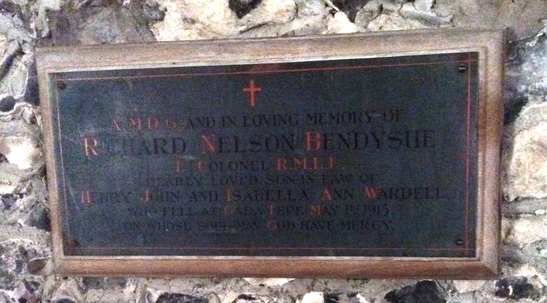 A.M.D.G. AND IN LOVING MEMORY OF
RICHARD NELSON BENDYSHE
LT COLONEL R.M.L.I.
DEARLY LOVED SON IN LAW OF
HENRY JOHN AND ISABELLA ANN WARDELL,
WHO FELL AT GABA TEPE MAY 1ST 1915.
ON WHOSE SOUL MAY GOD HAVE MERCY.